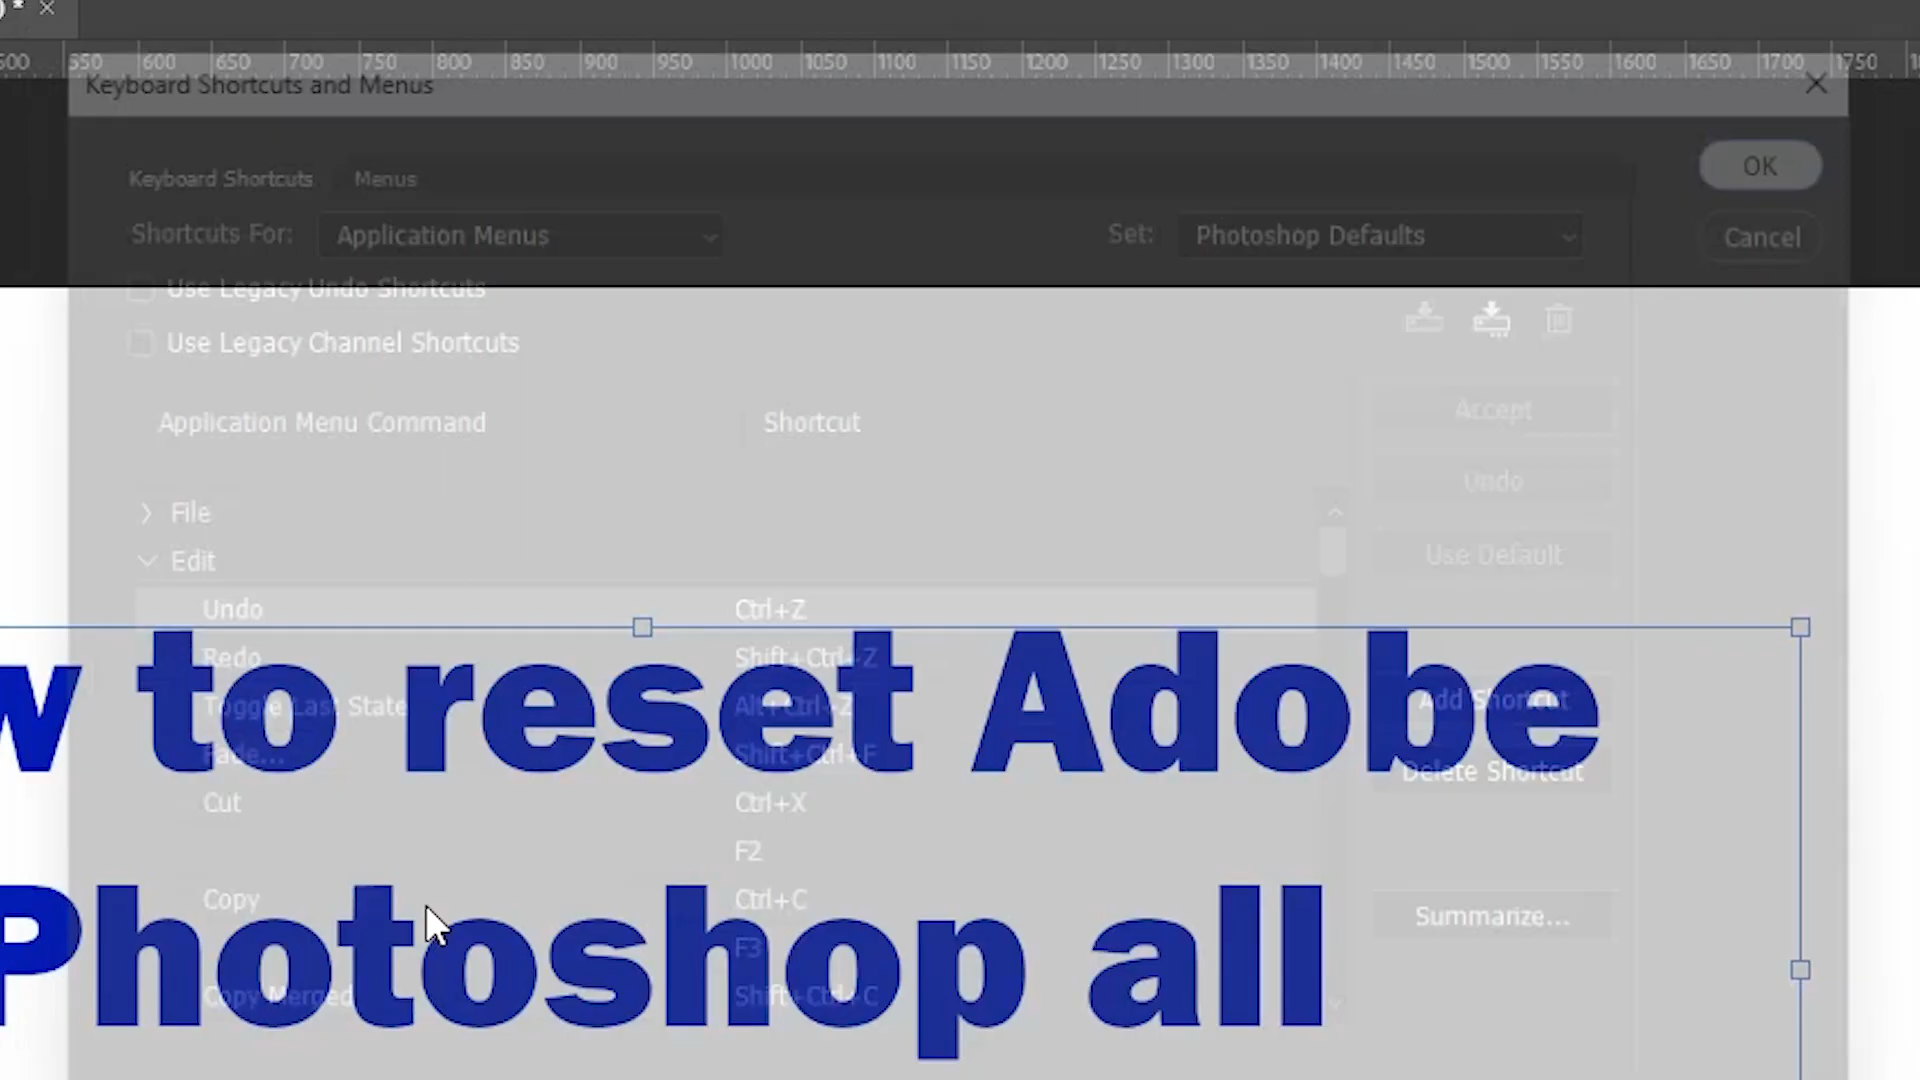 *
500 550 600 650 700 750 800 850 900 950 1000 1050 1100 1150 1200 1250 1300 1350 1400 1450 1500 1550 1600 1650 1700 1750
Keyboard Shortcuts and Menus
OK
Keyboard Shortcuts Menus
Shortcuts For: Application Menus Set: Photoshop Defaults Cancel
Use Legacy Undo Shortcuts
Use Legacy Channel Shortcuts
Accept
Application Menu Command Shortcut
Undo
File
Use Default
Edit
Undo Ctrl+Z
w to reset Adobe
Redo Shift+Ctrl+Z
Add Shortcut
Toggle Last State Alt+Ctrl+Z
Fade... Shift+Ctrl+F
Delete Shortcut
Cut Ctrl+X
F2
Copy Ctrl+C
Summarize...
Photoshop all
F3
Copy Merged Shift+Ctrl+C